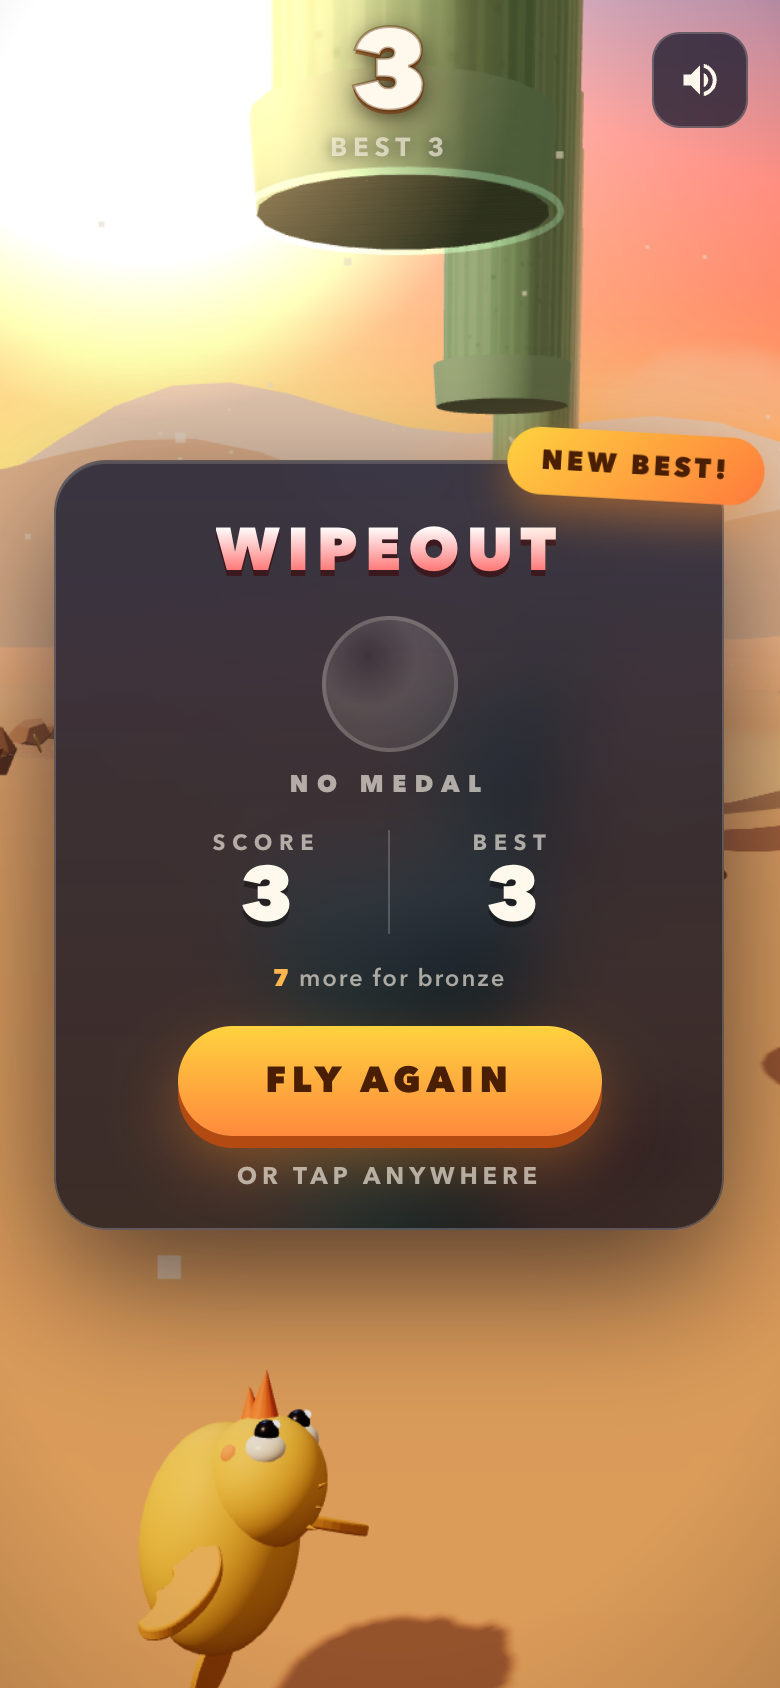 3
BEST 3
NEW BEST!
WIPEOUT
NO MEDAL
SCORE
3
BEST
3
7 more for bronze
FLY AGAIN
OR TAP ANYWHERE